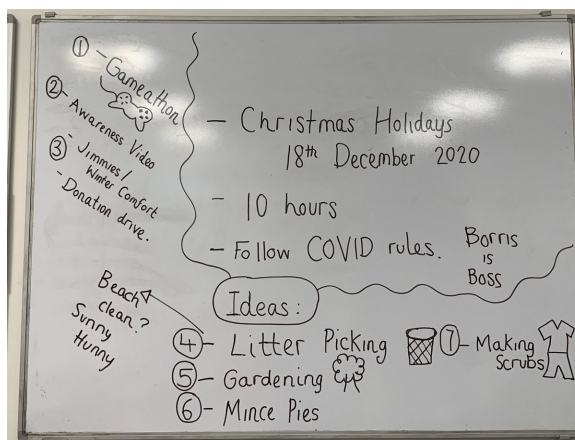 ① - Gameathon
② - Awareness Video
③ - Jimmies /
Winter Comfort
- Donation drive.
- Christmas Holidays
18th December 2020
- 10 hours
- Follow COVID rules.
Borris
is
Boss
Ideas:
Beach
clean?
Sunny
Hunny
④ - Litter Picking
⑤ - Gardening
⑥ - Mince Pies
⑦ - Making
Scrubs